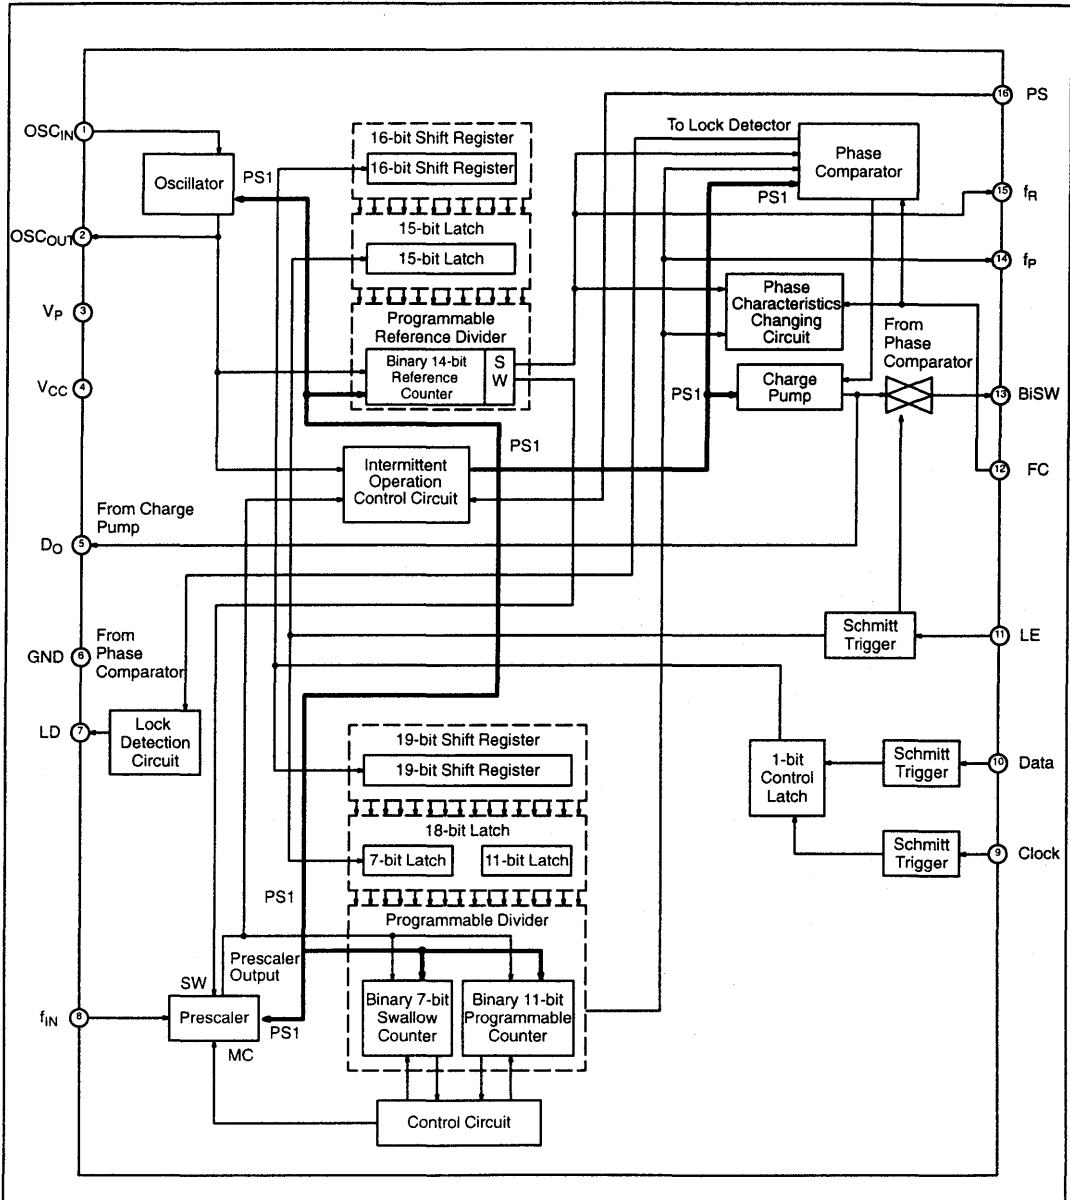 16 PS
To Lock Detector
OSCIN 1
16-bit Shift Register
16-bit Shift Register
Phase
Comparator
Oscillator
PS1
PS1
15 fR
15-bit Latch
OSCOUT 2
15-bit Latch
14 fP
VP 3
Programmable
Reference Divider
Phase
Characteristics
Changing
Circuit
From
Phase
Comparator
Binary 14-bit
Reference
Counter
S
W
VCC 4
PS1
Charge
Pump
13 BiSW
PS1
Intermittent
Operation
Control Circuit
12 FC
From Charge
Pump
DO 5
Schmitt
Trigger
11 LE
From
Phase
Comparator
GND 6
LD 7
Lock
Detection
Circuit
19-bit Shift Register
19-bit Shift Register
1-bit
Control
Latch
Schmitt
Trigger
10 Data
18-bit Latch
7-bit Latch
11-bit Latch
Schmitt
Trigger
9 Clock
PS1
Programmable Divider
Prescaler
Output
SW
Binary 7-bit
Swallow
Counter
Binary 11-bit
Programmable
Counter
fIN 8
Prescaler
PS1
MC
Control Circuit